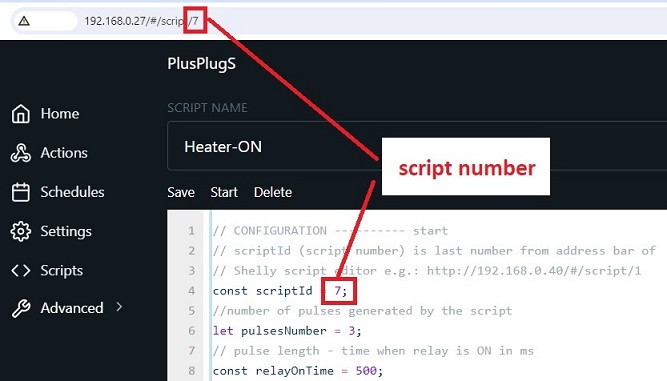 192.168.0.27/#/script/7
PlusPlugS
SCRIPT NAME
Heater-ON
Home
Actions
Schedules
Settings
Scripts
Advanced
script number
Save Start Delete
1 // CONFIGURATION ---------- start
2 // scriptId (script number) is last number from address bar of
3 // Shelly script editor e.g.: http://192.168.0.40/#/script/1
4 const scriptId = 7;
5 //number of pulses generated by the script
6 let pulsesNumber = 3;
7 // pulse length - time when relay is ON in ms
8 const relayOnTime = 500;